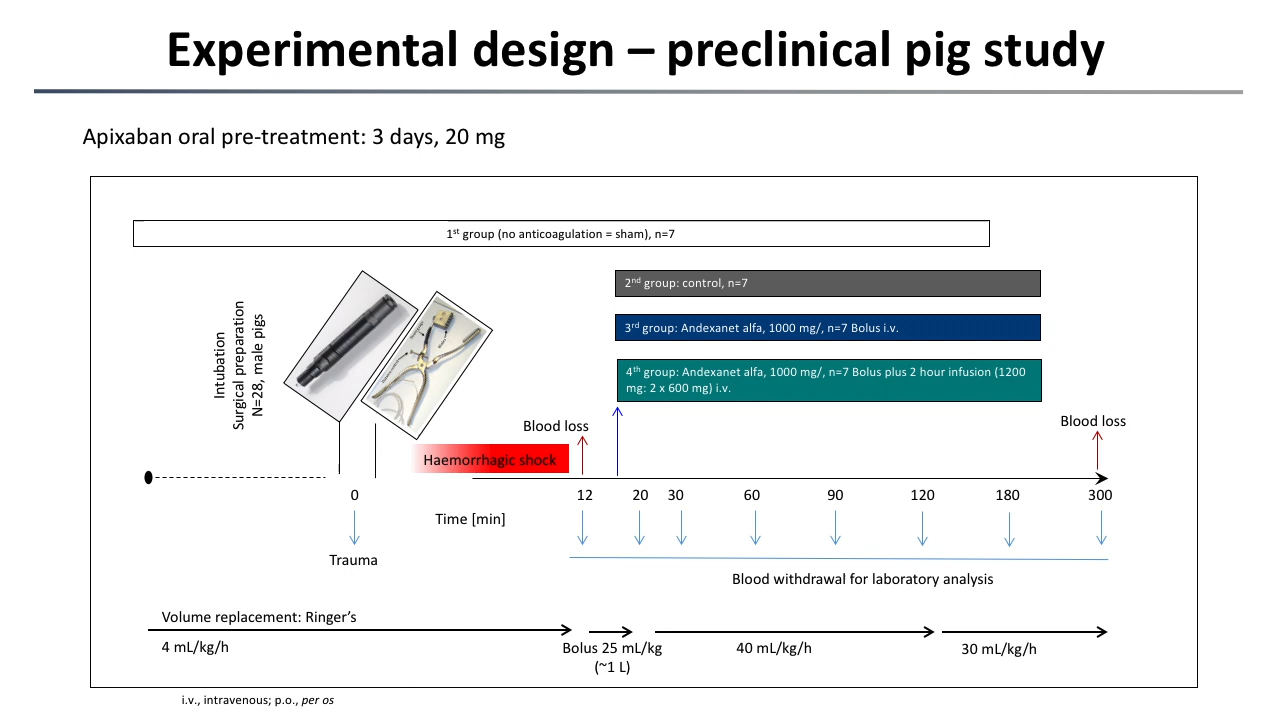 Experimental design – preclinical pig study
Apixaban oral pre-treatment: 3 days, 20 mg
1st group (no anticoagulation = sham), n=7
2nd group: control, n=7
3rd group: Andexanet alfa, 1000 mg/, n=7 Bolus i.v.
4th group: Andexanet alfa, 1000 mg/, n=7 Bolus plus 2 hour infusion (1200
mg: 2 x 600 mg) i.v.
Intubation
Surgical preparation
N=28, male pigs
Blood loss
Blood loss
Haemorrhagic shock
0 12 20 30 60 90 120 180 300
Time [min]
Trauma
Blood withdrawal for laboratory analysis
Volume replacement: Ringer's
4 mL/kg/h
Bolus 25 mL/kg
(~1 L)
40 mL/kg/h
30 mL/kg/h
i.v., intravenous; p.o., per os